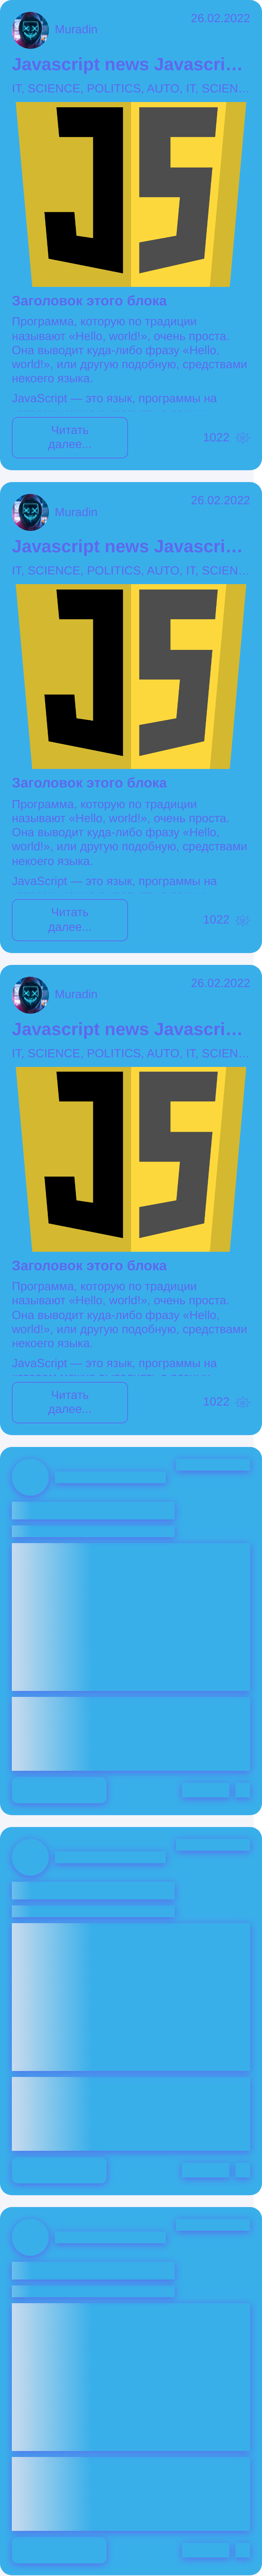 Muradin
26.02.2022
Javascript news Javascri…
IT, SCIENCE, POLITICS, AUTO, IT, SCIEN…
JS
Заголовок этого блока
Программа, которую по традиции
называют «Hello, world!», очень проста.
Она выводит куда-либо фразу «Hello,
world!», или другую подобную, средствами
некоего языка.
JavaScript — это язык, программы на
Читать
далее...
1022
Muradin
26.02.2022
Javascript news Javascri…
IT, SCIENCE, POLITICS, AUTO, IT, SCIEN…
JS
Заголовок этого блока
Программа, которую по традиции
называют «Hello, world!», очень проста.
Она выводит куда-либо фразу «Hello,
world!», или другую подобную, средствами
некоего языка.
JavaScript — это язык, программы на
Читать
далее...
1022
Muradin
26.02.2022
Javascript news Javascri…
IT, SCIENCE, POLITICS, AUTO, IT, SCIEN…
JS
Заголовок этого блока
Программа, которую по традиции
называют «Hello, world!», очень проста.
Она выводит куда-либо фразу «Hello,
world!», или другую подобную, средствами
некоего языка.
JavaScript — это язык, программы на
Читать
далее...
1022